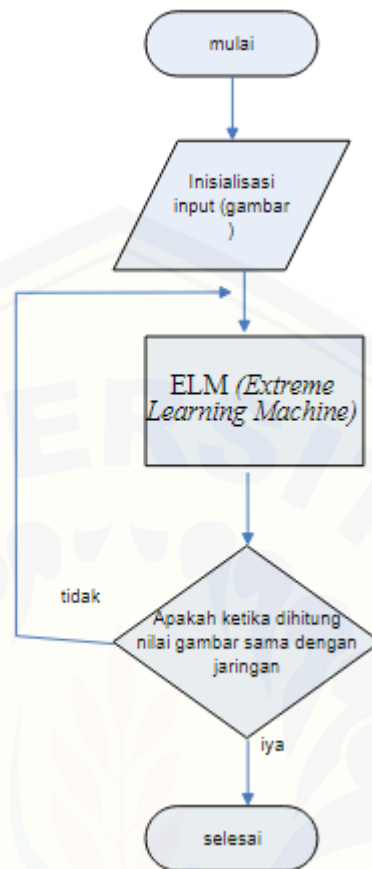 mulai
Inisialisasi
input (gambar
)
ELM (Extreme
Learning Machine)
tidak
Apakah ketika dihitung
nilai gambar sama dengan
jaringan
iya
selesai